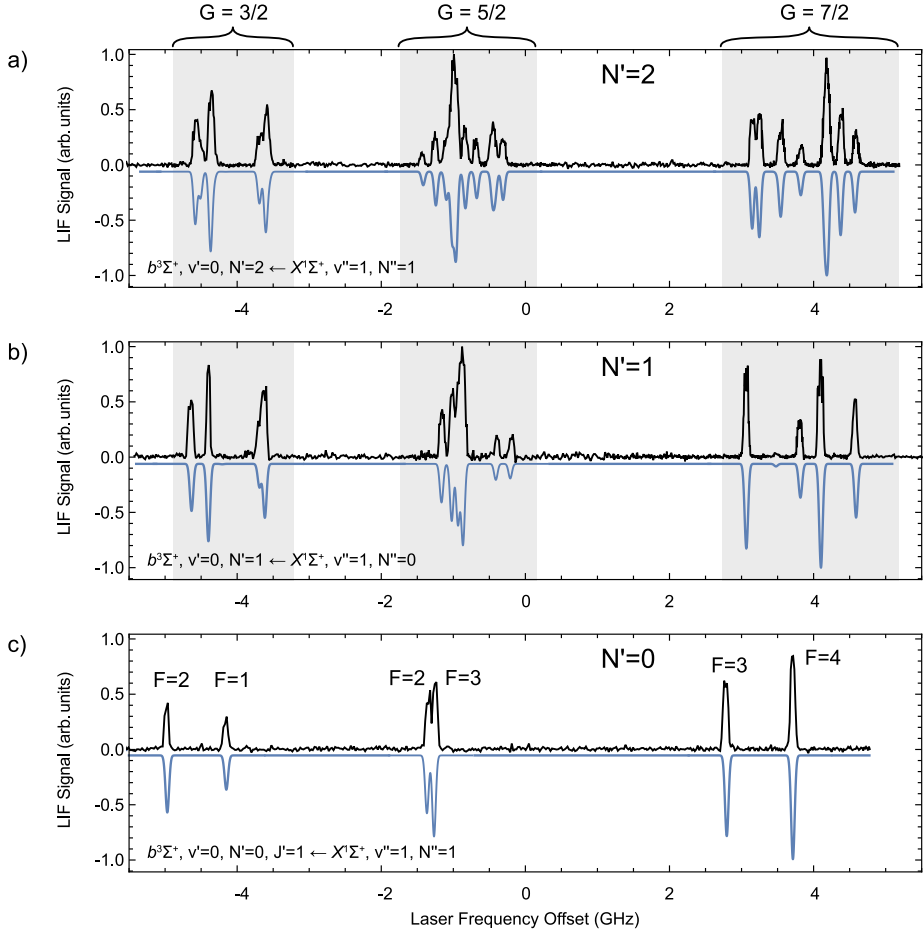 G = 3/2 G = 5/2 G = 7/2
a)
N'=2
LIF Signal (arb.units)
1.0
0.5
0.0
-0.5
-1.0
b³Σ⁺, v'=0, N'=2 ← X¹Σ⁺, v''=1, N''=1
-4 -2 0 2 4
b)
N'=1
LIF Signal (arb.units)
1.0
0.5
0.0
-0.5
-1.0
b³Σ⁺, v'=0, N'=1 ← X¹Σ⁺, v''=1, N''=0
-4 -2 0 2 4
c)
N'=0
LIF Signal (arb.units)
1.0
0.5
0.0
-0.5
-1.0
F=2 F=1 F=2 F=3 F=3 F=4
b³Σ⁺, v'=0, N'=0, J'=1 ← X¹Σ⁺, v''=1, N''=1
-4 -2 0 2 4
Laser Frequency Offset (GHz)